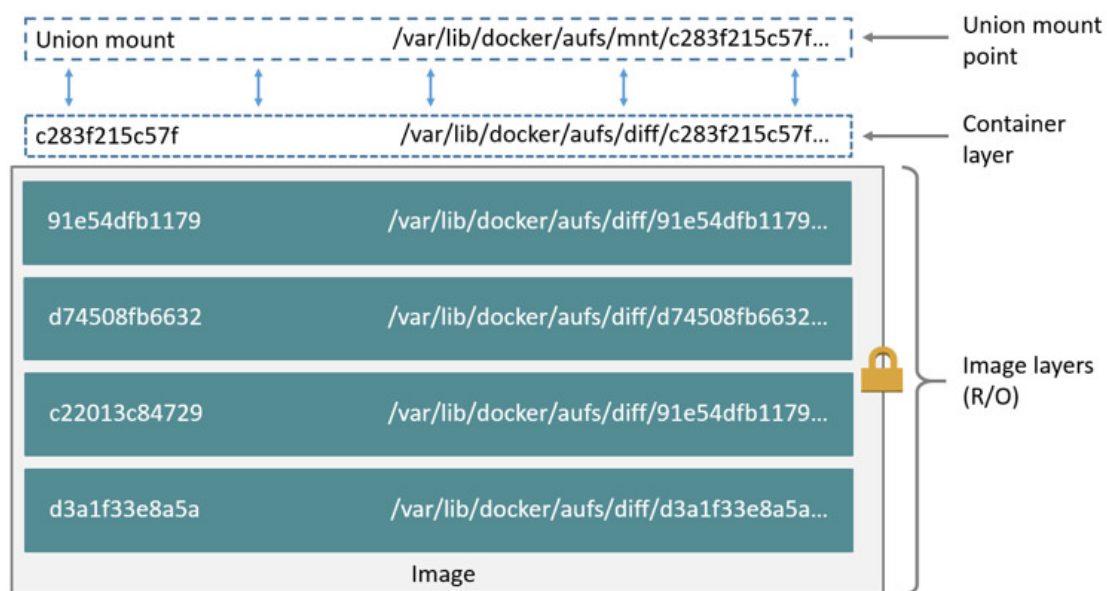 Union mount /var/lib/docker/aufs/mnt/c283f215c57f...
Union mount
point
c283f215c57f /var/lib/docker/aufs/diff/c283f215c57f...
Container
layer
91e54dfb1179 /var/lib/docker/aufs/diff/91e54dfb1179...
d74508fb6632 /var/lib/docker/aufs/diff/d74508fb6632...
c22013c84729 /var/lib/docker/aufs/diff/91e54dfb1179...
d3a1f33e8a5a /var/lib/docker/aufs/diff/d3a1f33e8a5a...
Image layers
(R/O)
Image